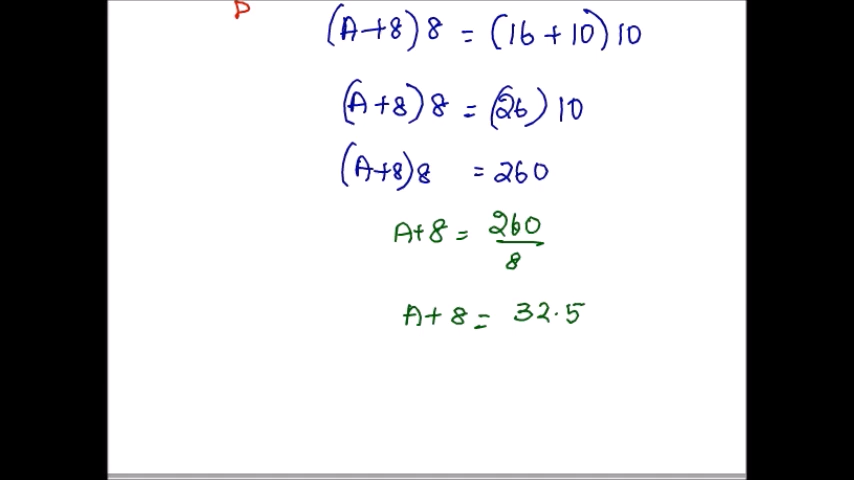 P
(A+8) 8 = (16 + 10) 10
(A+8) 8 = (26) 10
(A+8) 8 = 260
A+8 = 260/8
A+8 = 32.5